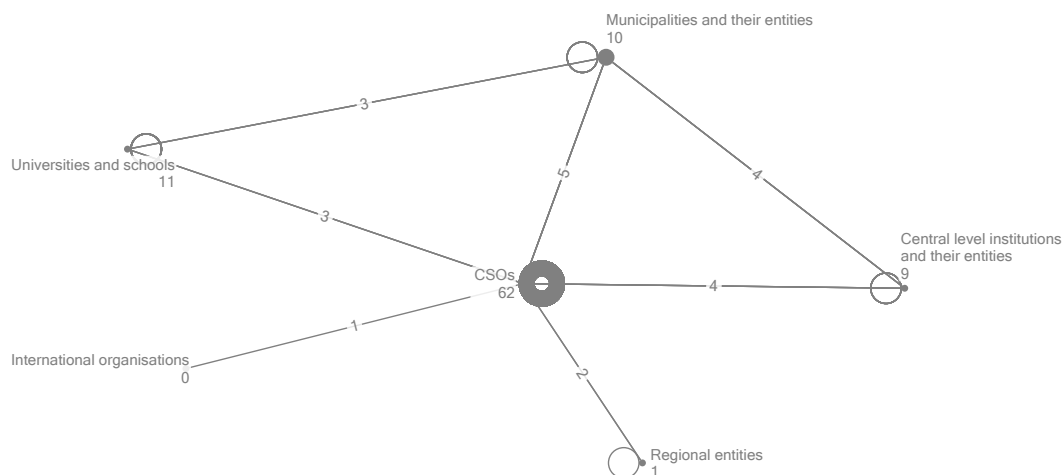 Municipalities and their entities
10
3
Universities and schools
11
5
4
3
Central level institutions
and their entities
9
CSOs
62
4
1
International organisations
0
2
Regional entities
1